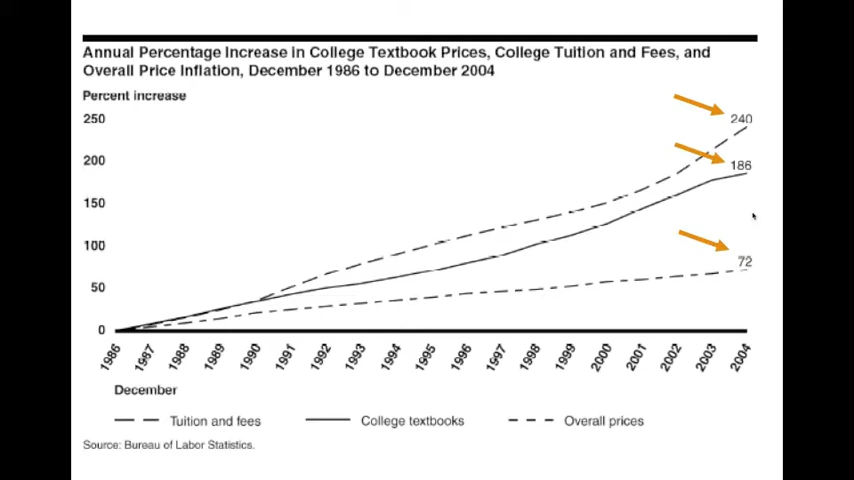 Annual Percentage Increase in College Textbook Prices, College Tuition and Fees, and
Overall Price Inflation, December 1986 to December 2004
Percent increase
250
240
200
186
150
100
72
50
0
1986 1987 1988 1989 1990 1991 1992 1993 1994 1995 1996 1997 1998 1999 2000 2001 2002 2003 2004
December
Tuition and fees College textbooks Overall prices
Source: Bureau of Labor Statistics.